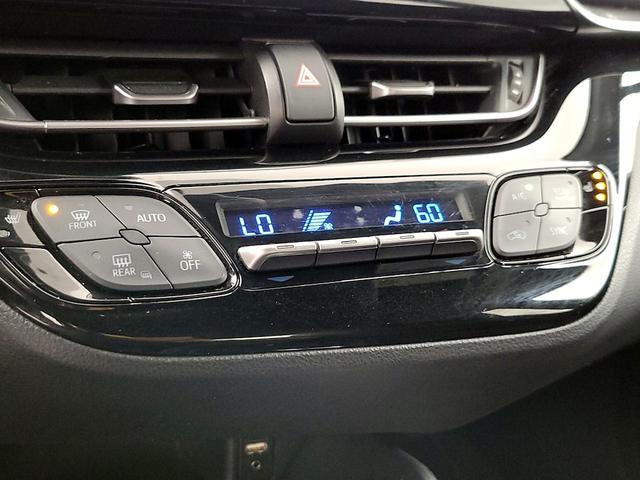 LO
60
FRONT
AUTO
REAR
OFF
A/C
SYNC